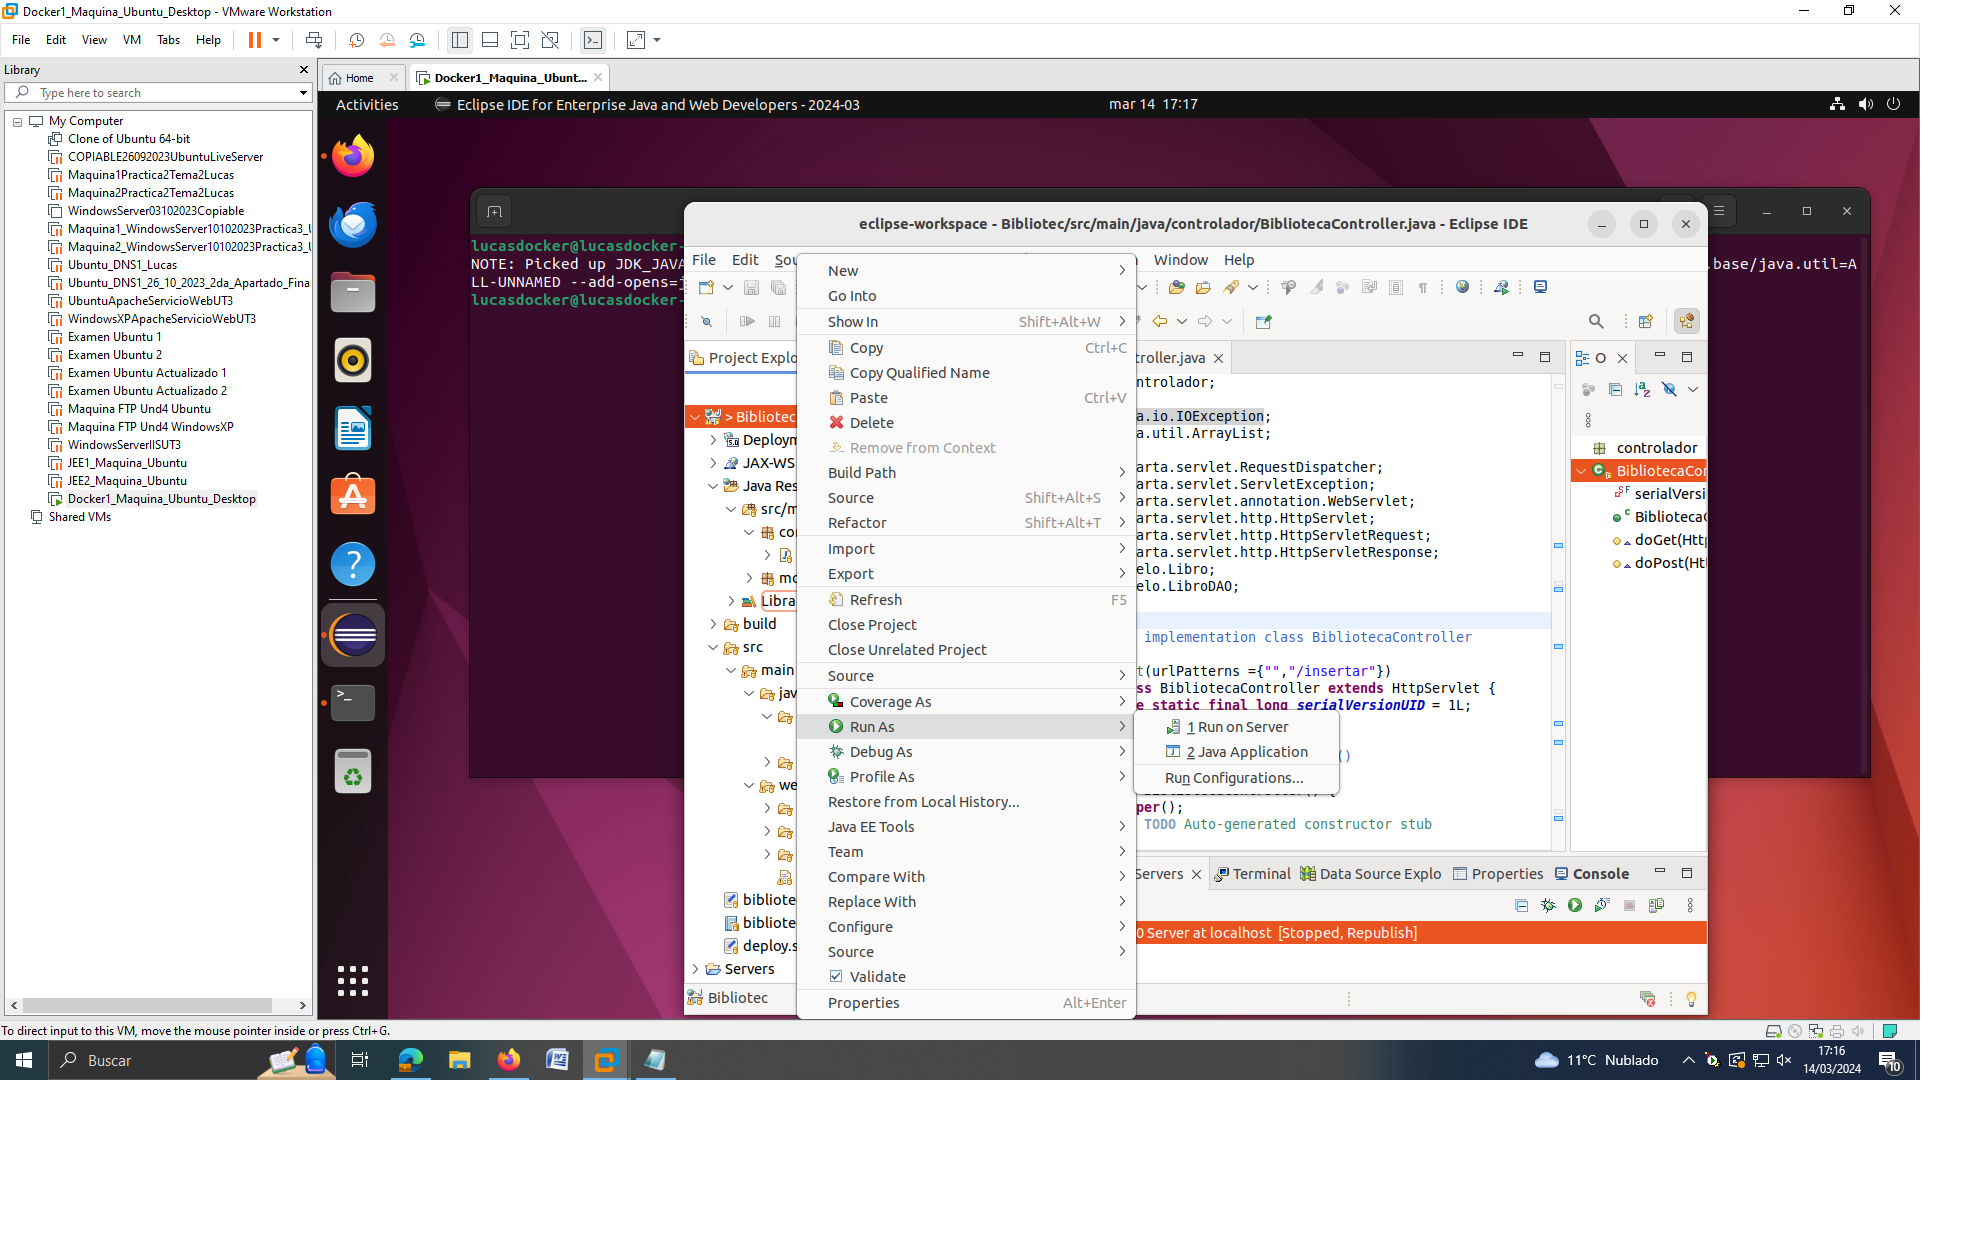 Docker1_Maquina_Ubuntu_Desktop - VMware Workstation
File Edit View VM Tabs Help
Library
Type here to search
My Computer
Clone of Ubuntu 64-bit
COPIABLE26092023UbuntuLiveServer
Maquina1Practica2Tema2Lucas
Maquina2Practica2Tema2Lucas
WindowsServer03102023Copiable
Maquina1_WindowsServer10102023Practica3_U
Maquina2_WindowsServer10102023Practica3_U
Ubuntu_DNS1_Lucas
Ubuntu_DNS1_26_10_2023_2da_Apartado_Fina
UbuntuApacheServicioWebUT3
WindowsXPApacheServicioWebUT3
Examen Ubuntu 1
Examen Ubuntu 2
Examen Ubuntu Actualizado 1
Examen Ubuntu Actualizado 2
Maquina FTP Und4 Ubuntu
Maquina FTP Und4 WindowsXP
WindowsServerIISUT3
JEE1_Maquina_Ubuntu
JEE2_Maquina_Ubuntu
Docker1_Maquina_Ubuntu_Desktop
Shared VMs
Home
Docker1_Maquina_Ubunt...
Activities
Eclipse IDE for Enterprise Java and Web Developers - 2024-03
mar 14 17:17
lucasdocker@lucasdocker-
NOTE: Picked up JDK_JAVA
.base/java.util=A
LL-UNNAMED --add-opens=j
lucasdocker@lucasdocker-
eclipse-workspace - Bibliotec/src/main/java/controlador/BibliotecaController.java - Eclipse IDE
File Edit Sou Window Help
Project Explo
> Bibliotec
Deploym
JAX-WS
Java Res
src/m
con
mo
Libra
build
src
main
jav
we
bibliote
bibliote
deploy.s
Servers
Bibliotec
New
Go Into
Show In Shift+Alt+W
Copy Ctrl+C
Copy Qualified Name
Paste Ctrl+V
Delete
Remove from Context
Build Path
Source Shift+Alt+S
Refactor Shift+Alt+T
Import
Export
Refresh F5
Close Project
Close Unrelated Project
Source
Coverage As
Run As
Debug As
Profile As
Restore from Local History...
Java EE Tools
Team
Compare With
Replace With
Configure
Source
Validate
Properties Alt+Enter
1 Run on Server
2 Java Application
Run Configurations...
roller.java
ntrolador;
a.io.IOException;
a.util.ArrayList;
arta.servlet.RequestDispatcher;
arta.servlet.ServletException;
arta.servlet.annotation.WebServlet;
arta.servlet.http.HttpServlet;
arta.servlet.http.HttpServletRequest;
arta.servlet.http.HttpServletResponse;
elo.Libro;
elo.LibroDAO;
implementation class BibliotecaController
t(urlPatterns ={"","/insertar"})
ss BibliotecaController extends HttpServlet {
e static final long serialVersionUID = 1L;
()
per();
TODO Auto-generated constructor stub
O
controlador
BibliotecaCor
serialVersi
Biblioteca
doGet(Htt
doPost(Ht
Servers Terminal Data Source Explo Properties Console
0 Server at localhost [Stopped, Republish]
To direct input to this VM, move the mouse pointer inside or press Ctrl+G.
Buscar
11°C Nublado
17:16
14/03/2024
10